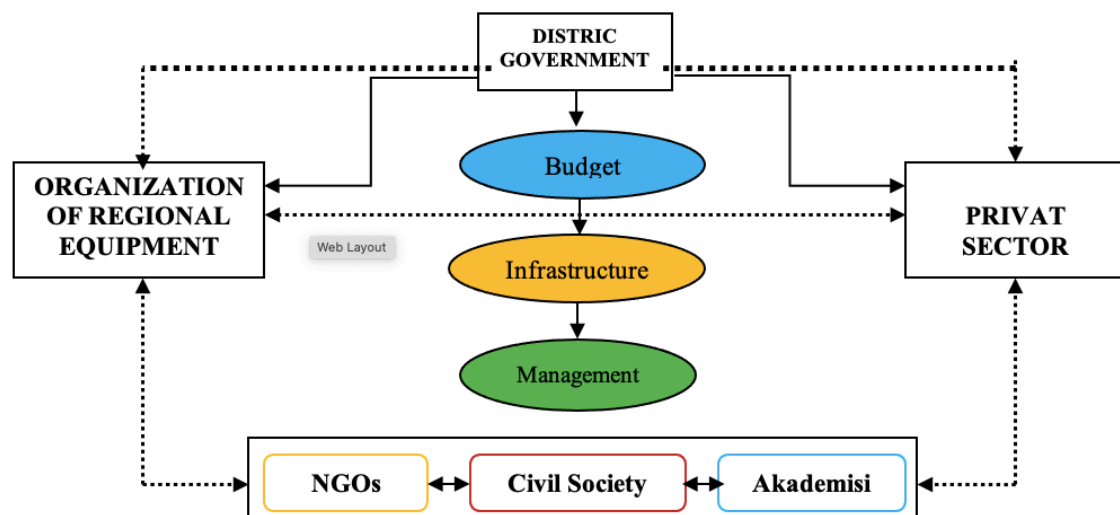 DISTRIC
GOVERNMENT
Budget
ORGANIZATION
OF REGIONAL
EQUIPMENT
PRIVAT
SECTOR
Web Layout
Infrastructure
Management
NGOs
Civil Society
Akademisi